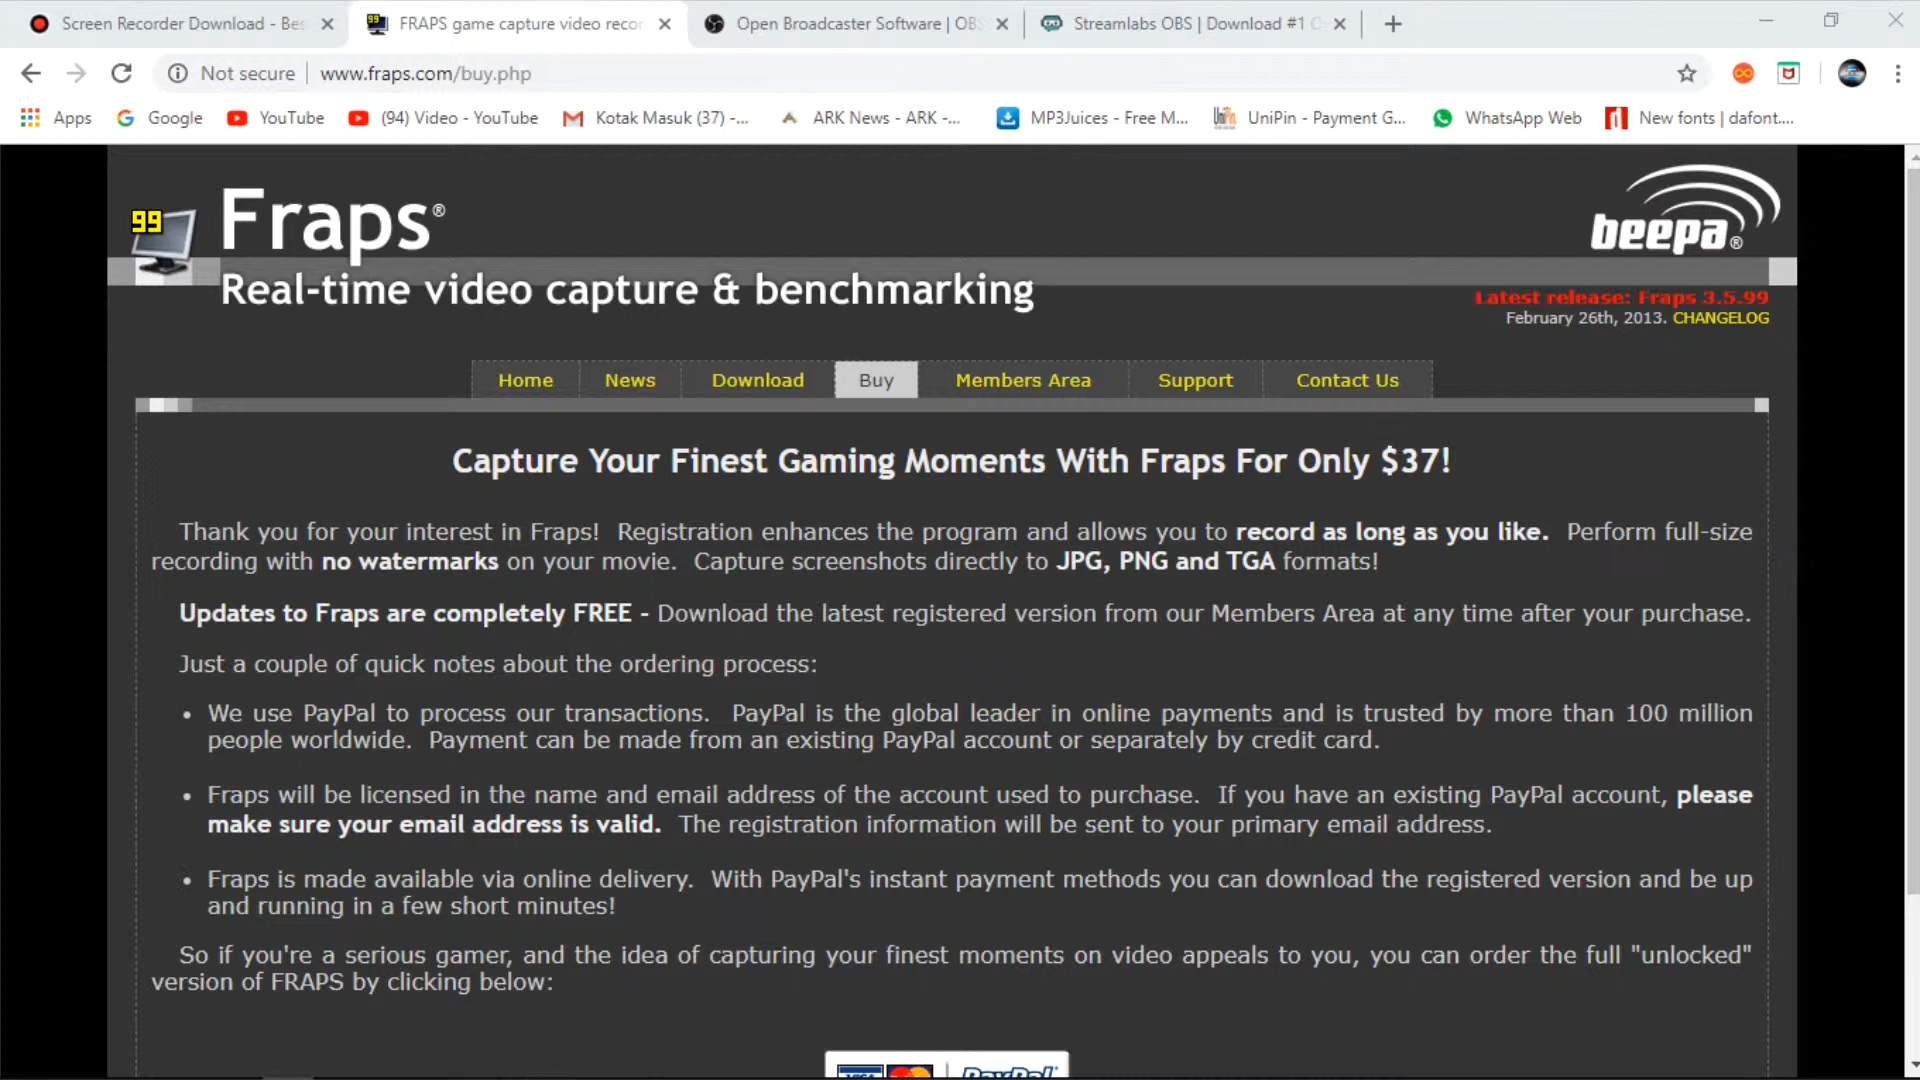 Screen Recorder Download - Bes
FRAPS game capture video recor
Open Broadcaster Software | OBS
Streamlabs OBS | Download #1
Not secure
www.fraps.com/buy.php
Apps
Google
YouTube
(94) Video - YouTube
Kotak Masuk (37) -...
ARK News - ARK -...
MP3Juices - Free M...
UniPin - Payment G...
WhatsApp Web
New fonts | dafont....
99
Fraps®
beepa®
Real-time video capture & benchmarking
Latest release: Fraps 3.5.99
February 26th, 2013. CHANGELOG
Home
News
Download
Buy
Members Area
Support
Contact Us
Capture Your Finest Gaming Moments With Fraps For Only $37!
Thank you for your interest in Fraps! Registration enhances the program and allows you to record as long as you like. Perform full-size
recording with no watermarks on your movie. Capture screenshots directly to JPG, PNG and TGA formats!
Updates to Fraps are completely FREE - Download the latest registered version from our Members Area at any time after your purchase.
Just a couple of quick notes about the ordering process:
• We use PayPal to process our transactions. PayPal is the global leader in online payments and is trusted by more than 100 million
people worldwide. Payment can be made from an existing PayPal account or separately by credit card.
• Fraps will be licensed in the name and email address of the account used to purchase. If you have an existing PayPal account, please
make sure your email address is valid. The registration information will be sent to your primary email address.
• Fraps is made available via online delivery. With PayPal's instant payment methods you can download the registered version and be up
and running in a few short minutes!
So if you're a serious gamer, and the idea of capturing your finest moments on video appeals to you, you can order the full "unlocked"
version of FRAPS by clicking below:
VISA
PayPal